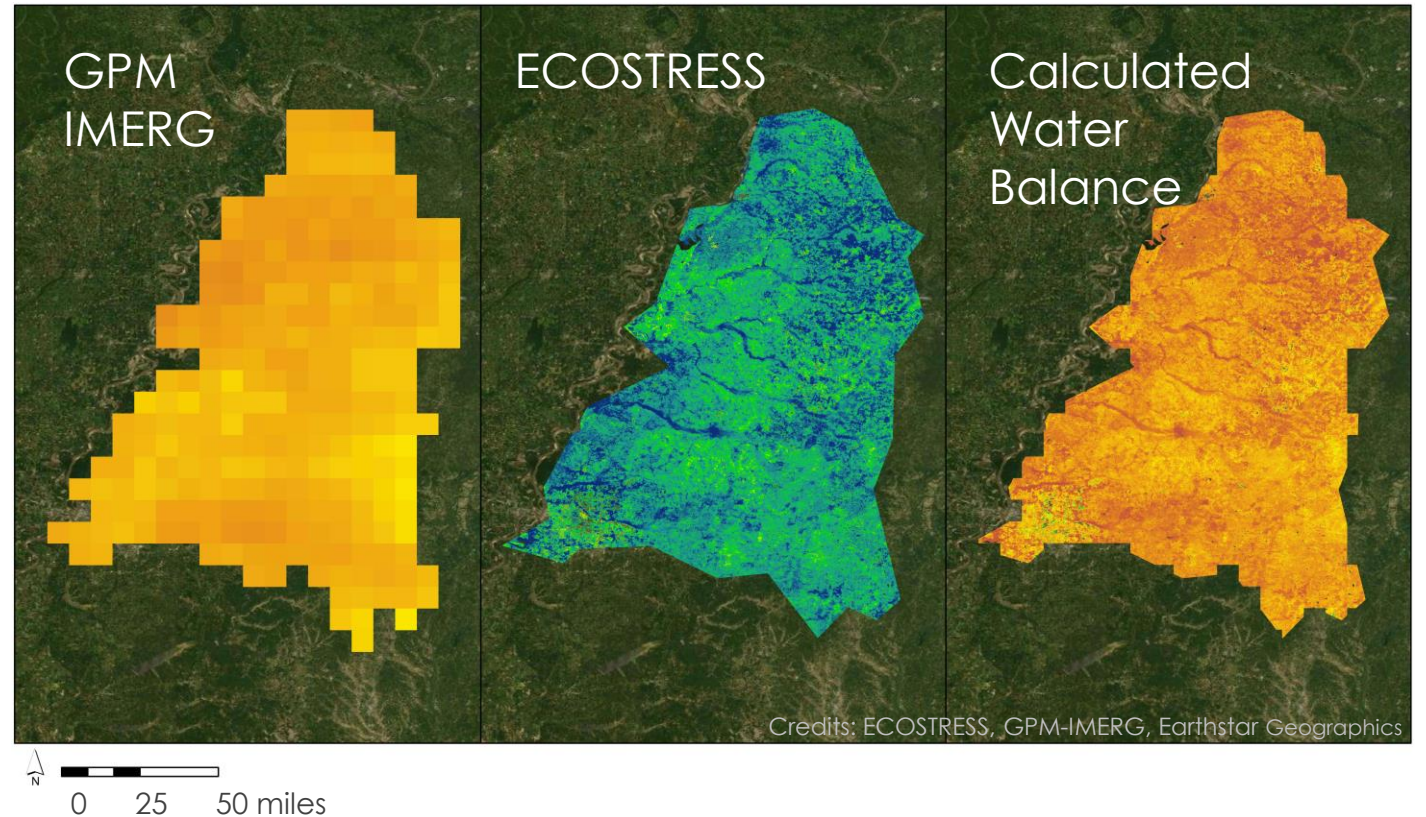 GPM
IMERG
ECOSTRESS
Calculated
Water
Balance
Credits: ECOSTRESS, GPM-IMERG, Earthstar Geographics
N
0 25 50 miles